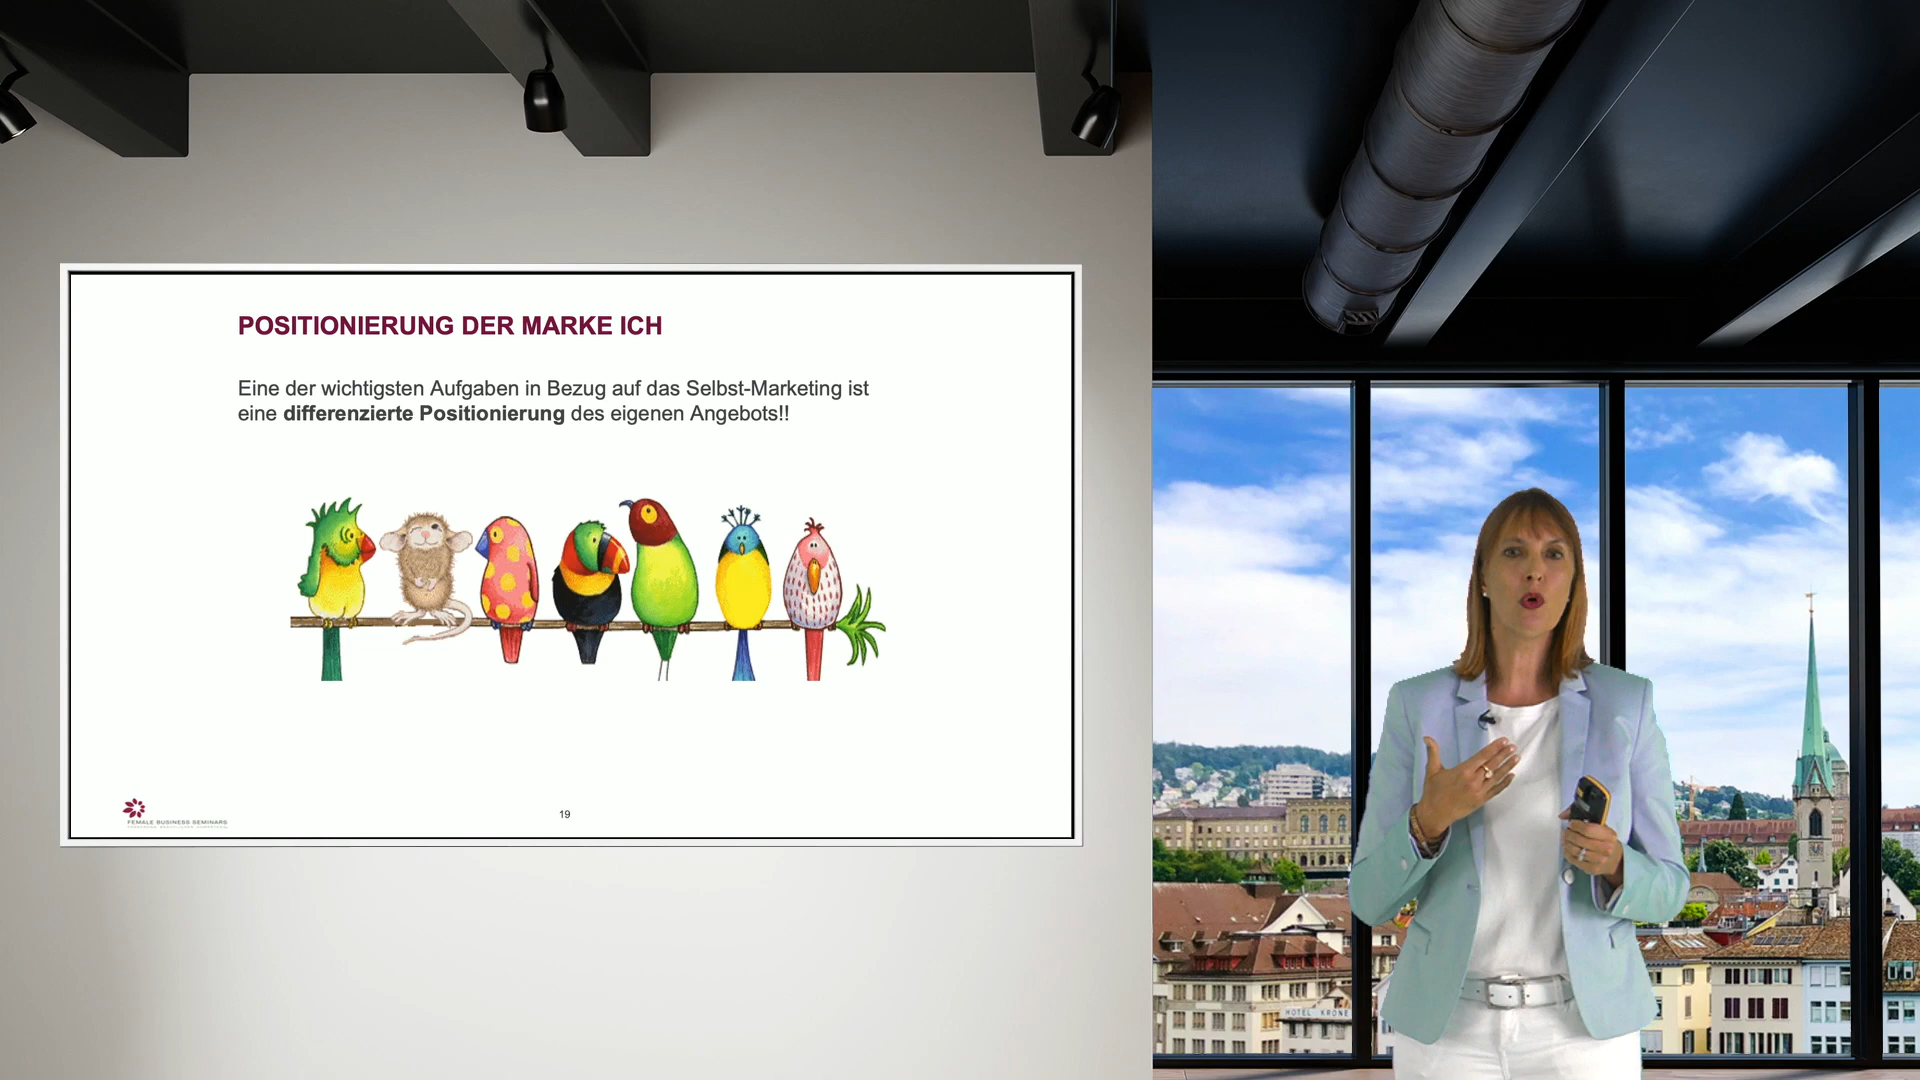 POSITIONIERUNG DER MARKE ICH
Eine der wichtigsten Aufgaben in Bezug auf das Selbst-Marketing ist
eine differenzierte Positionierung des eigenen Angebots!!
FEMALE BUSINESS SEMINARS
19
HOTEL KRONE